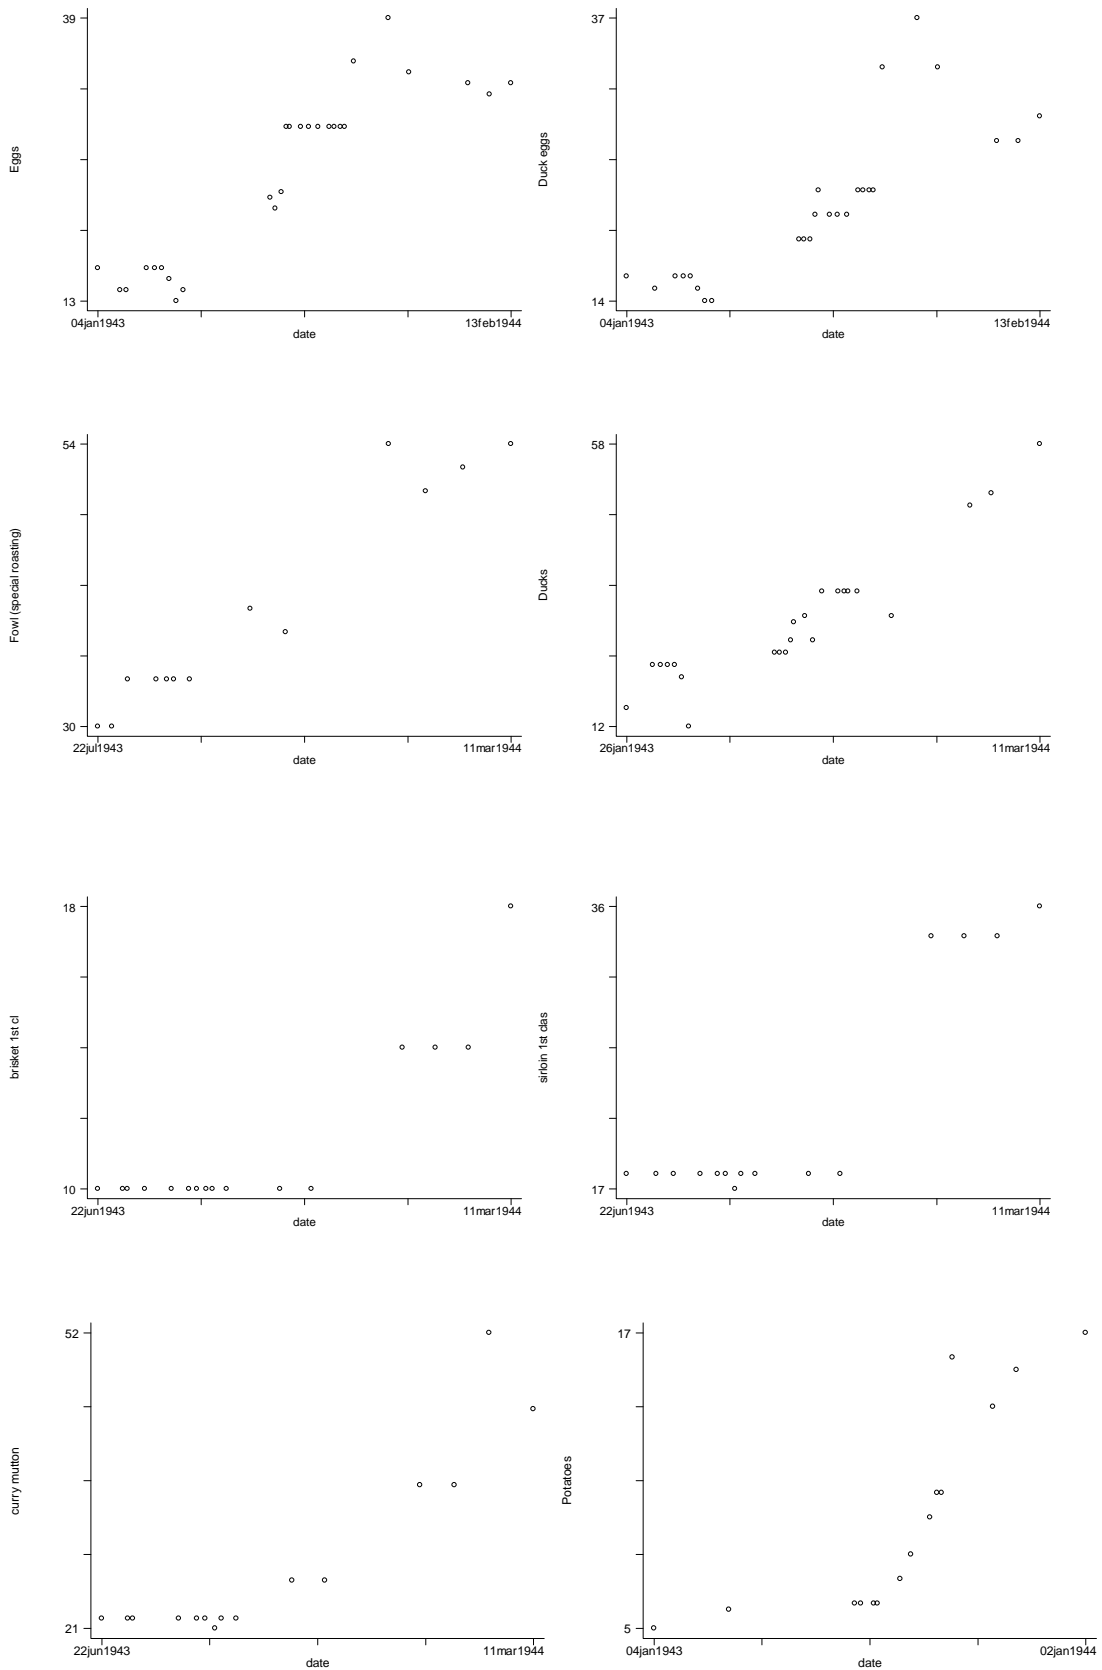 39
Eggs
13
04jan1943
13feb1944
date
37
Duck eggs
14
04jan1943
13feb1944
date
54
Fowl (special roasting)
30
22jul1943
11mar1944
date
58
Ducks
12
26jan1943
11mar1944
date
18
brisket 1st cl
10
22jun1943
11mar1944
date
36
sirloin 1st clas
17
22jun1943
11mar1944
date
52
curry mutton
21
22jun1943
11mar1944
date
17
Potatoes
5
04jan1943
02jan1944
date